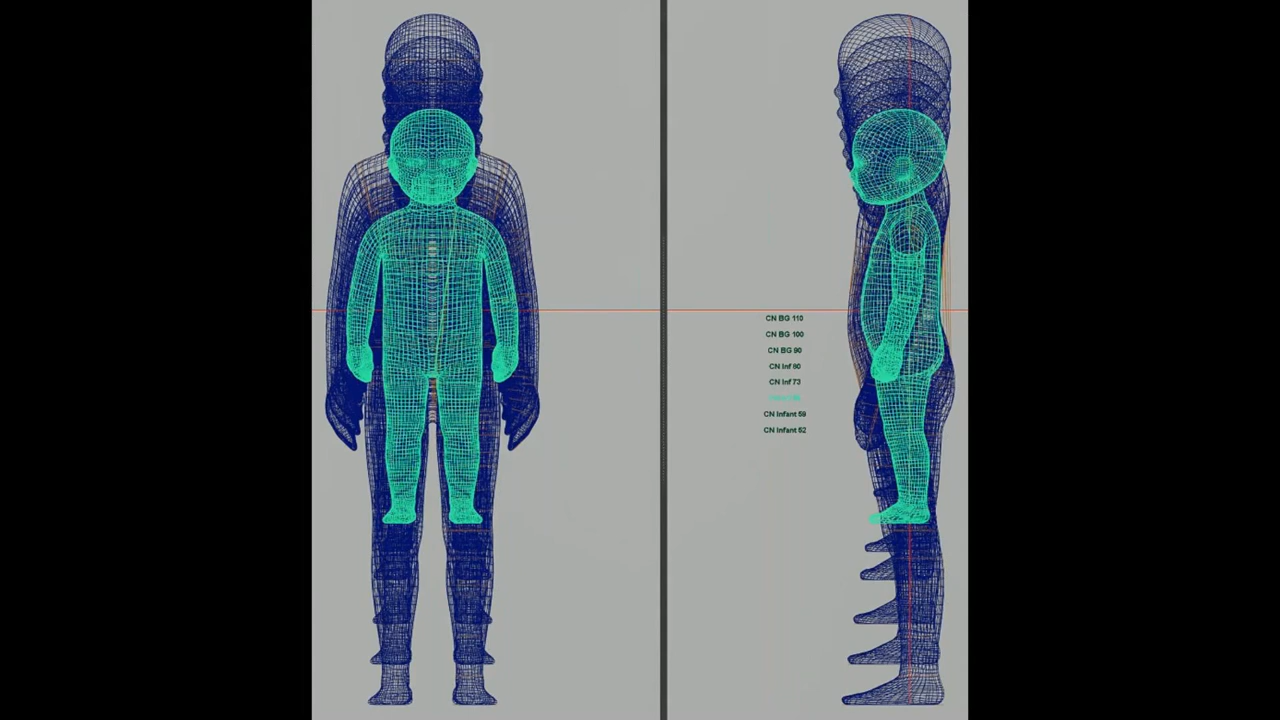 CN BG 110
CN BG 100
CN BG 90
CN Inf 80
CN Inf 73
CN Infant 59
CN Infant 52